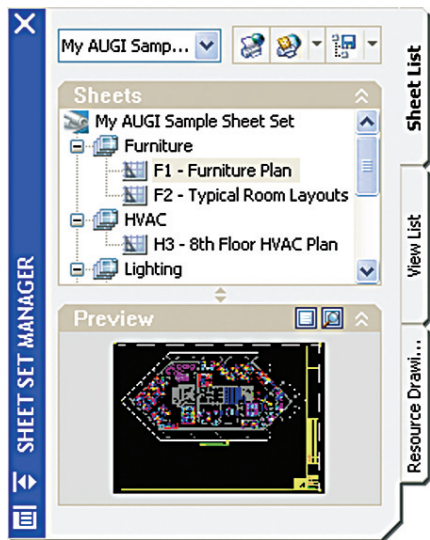 My AUGI Samp...
Sheets
My AUGI Sample Sheet Set
Furniture
F1 - Furniture Plan
F2 - Typical Room Layouts
HVAC
H3 - 8th Floor HVAC Plan
Lighting
Preview
SHEET SET MANAGER
Sheet List
View List
Resource Drawi...